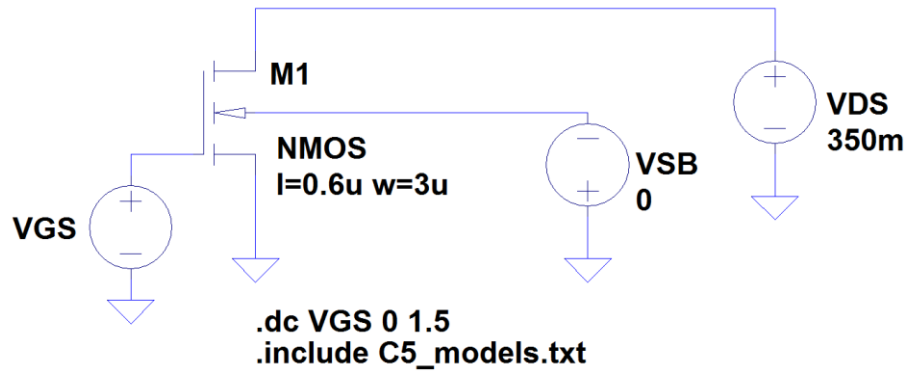 M1
NMOS
l=0.6u w=3u
VGS
VSB
0
VDS
350m
.dc VGS 0 1.5
.include C5_models.txt